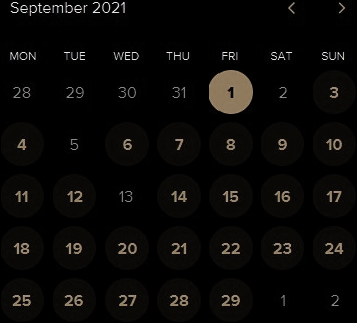 September 2021
MON TUE WED THU FRI SAT SUN
28 29 30 31 1 2 3
4 5 6 7 8 9 10
11 12 13 14 15 16 17
18 19 20 21 22 23 24
25 26 27 28 29 1 2